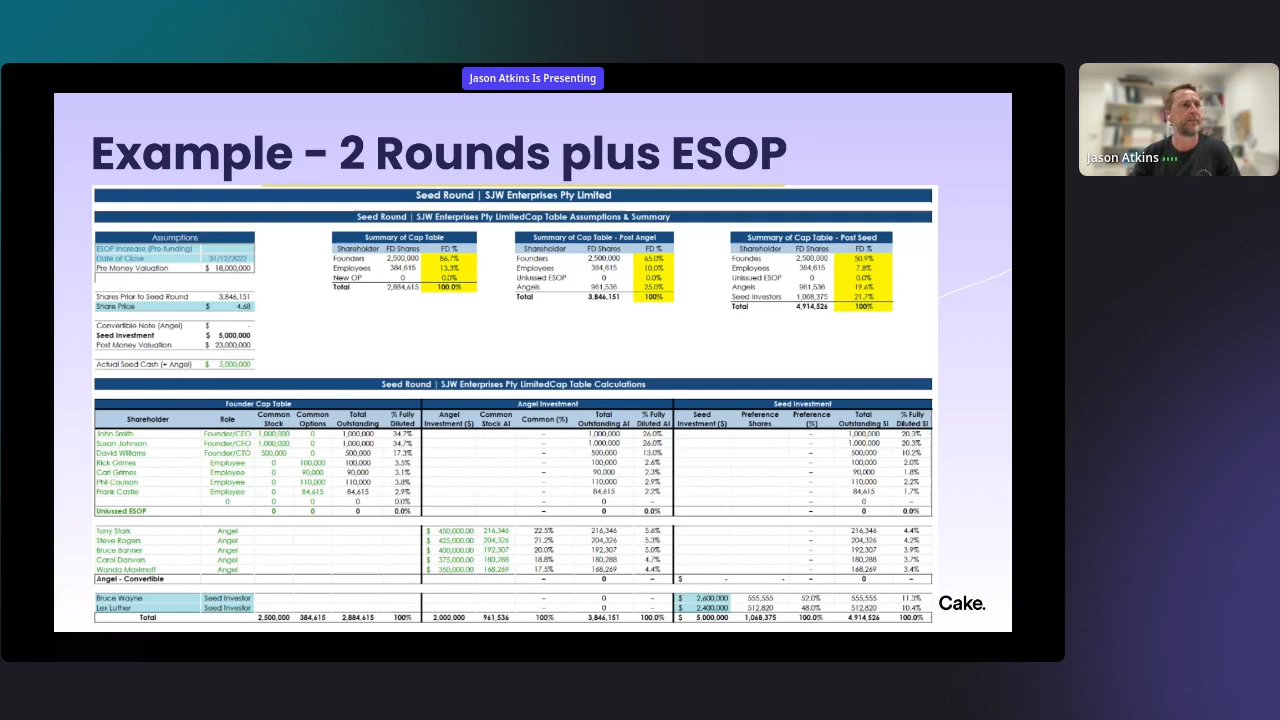 Jason Atkins Is Presenting
Jason Atkins
Example - 2 Rounds plus ESOP
Seed Round | SJW Enterprises Pty Limited
Seed Round | SJW Enterprises Pty LimitedCap Table Assumptions & Summary
Assumptions
ESOP Increase (Pre-funding)
Date of Close 31/12/2022
Pre Money Valuation $ 18,000,000
Shares Prior to Seed Round 3,846,151
Share Price $ 4.68
Convertible Note (Angel) $ -
Seed Investment $ 5,000,000
Post Money Valuation $ 23,000,000
Actual Seed Cash (+ Angel) $ 5,000,000
Summary of Cap Table
Shareholder FD Shares FD %
Founders 2,500,000 86.7%
Employees 384,615 13.3%
New OP 0 0.0%
Total 2,884,615 100.0%
Summary of Cap Table - Post Angel
Shareholder FD Shares FD %
Founders 2,500,000 65.0%
Employees 384,615 10.0%
Uniussed ESOP 0 0.0%
Angels 961,536 25.0%
Total 3,846,151 100%
Summary of Cap Table - Post Seed
Shareholder FD Shares FD %
Foundes 2,500,000 50.9%
Employees 384,615 7.8%
Unissued ESOP 0 0.0%
Angels 961,536 19.6%
Seed Investors 1,068,375 21.7%
Total 4,914,526 100%
Seed Round | SJW Enterprises Pty LimitedCap Table Calculations
Founder Cap Table Angel Investment Seed Investment
Shareholder Role Common Stock Common Options Total Outstanding % Fully Diluted Angel Investment ($) Common Stock AI Common (%) Total Outstanding AI % Fully Diluted AI Seed Investment ($) Preference Shares Preference (%) Total Outstanding SI % Fully Diluted SI
John Smith Founder/CEO 1,000,000 0 1,000,000 34.7% – 1,000,000 26.0% – 1,000,000 20.3%
Susan Johnson Founder/CEO 1,000,000 0 1,000,000 34.7% – 1,000,000 26.0% – 1,000,000 20.3%
David Williams Founder/CTO 500,000 0 500,000 17.3% – 500,000 13.0% – 500,000 10.2%
Rick Grimes Employee 0 100,000 100,000 3.5% – 100,000 2.6% – 100,000 2.0%
Carl Grimes Employee 0 90,000 90,000 3.1% – 90,000 2.3% – 90,000 1.8%
Phil Coulson Employee 0 110,000 110,000 3.8% – 110,000 2.9% – 110,000 2.2%
Frank Castle Employee 0 84,615 84,615 2.9% – 84,615 2.2% – 84,615 1.7%
0 0 0 0 0.0% – 0 – – 0 –
Uniussed ESOP 0 0 0 0.0% – 0 0.0% – 0 0.0%
Tony Stark Angel $ 450,000.00 216,346 22.5% 216,346 5.6% 216,346 4.4%
Steve Rogers Angel $ 425,000.00 204,326 21.2% 204,326 5.3% 204,326 4.2%
Bruce Banner Angel $ 400,000.00 192,307 20.0% 192,307 5.0% 192,307 3.9%
Carol Danvers Angel $ 375,000.00 180,288 18.8% 180,288 4.7% 180,288 3.7%
Wanda Maximoff Angel $ 350,000.00 168,269 17.5% 168,269 4.4% 168,269 3.4%
Angel - Convertible – 0 – $ - - – 0 –
Bruce Wayne Seed Investor – 0 – $ 2,600,000 555,555 52.0% 555,555 11.3%
Lex Luther Seed Investor – 0 – $ 2,400,000 512,820 48.0% 512,820 10.4%
Total 2,500,000 384,615 2,884,615 100% 2,000,000 961,536 100% 3,846,151 100.0% $ 5,000,000 1,068,375 100.0% 4,914,526 100.0%
Cake.